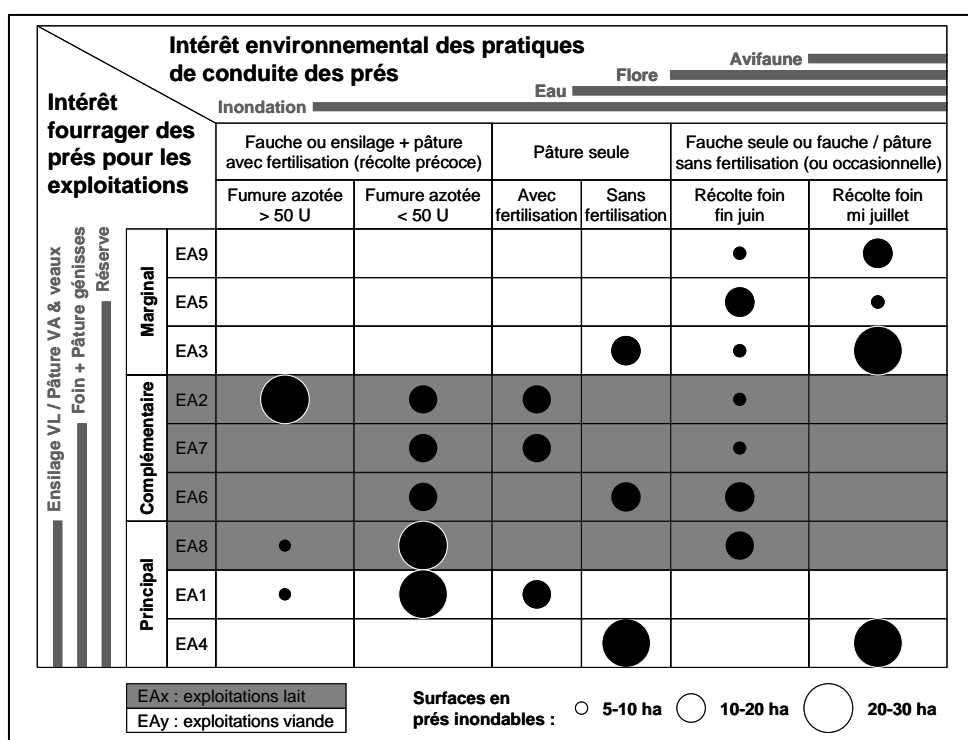 Intérêt environnemental des pratiques
de conduite des prés
Avifaune
Flore
Eau
Inondation
Intérêt
fourrager des
prés pour les
exploitations
Fauche ou ensilage + pâture
avec fertilisation (récolte précoce)
Pâture seule
Fauche seule ou fauche / pâture
sans fertilisation (ou occasionnelle)
Fumure azotée
> 50 U
Fumure azotée
< 50 U
Avec
fertilisation
Sans
fertilisation
Récolte foin
fin juin
Récolte foin
mi juillet
Ensilage VL / Pâture VA & veaux
Foin + Pâture génisses
Réserve
Marginal
EA9
EA5
EA3
Complémentaire
EA2
EA7
EA6
Principal
EA8
EA1
EA4
EAx : exploitations lait
EAy : exploitations viande
Surfaces en
prés inondables :
5-10 ha
10-20 ha
20-30 ha